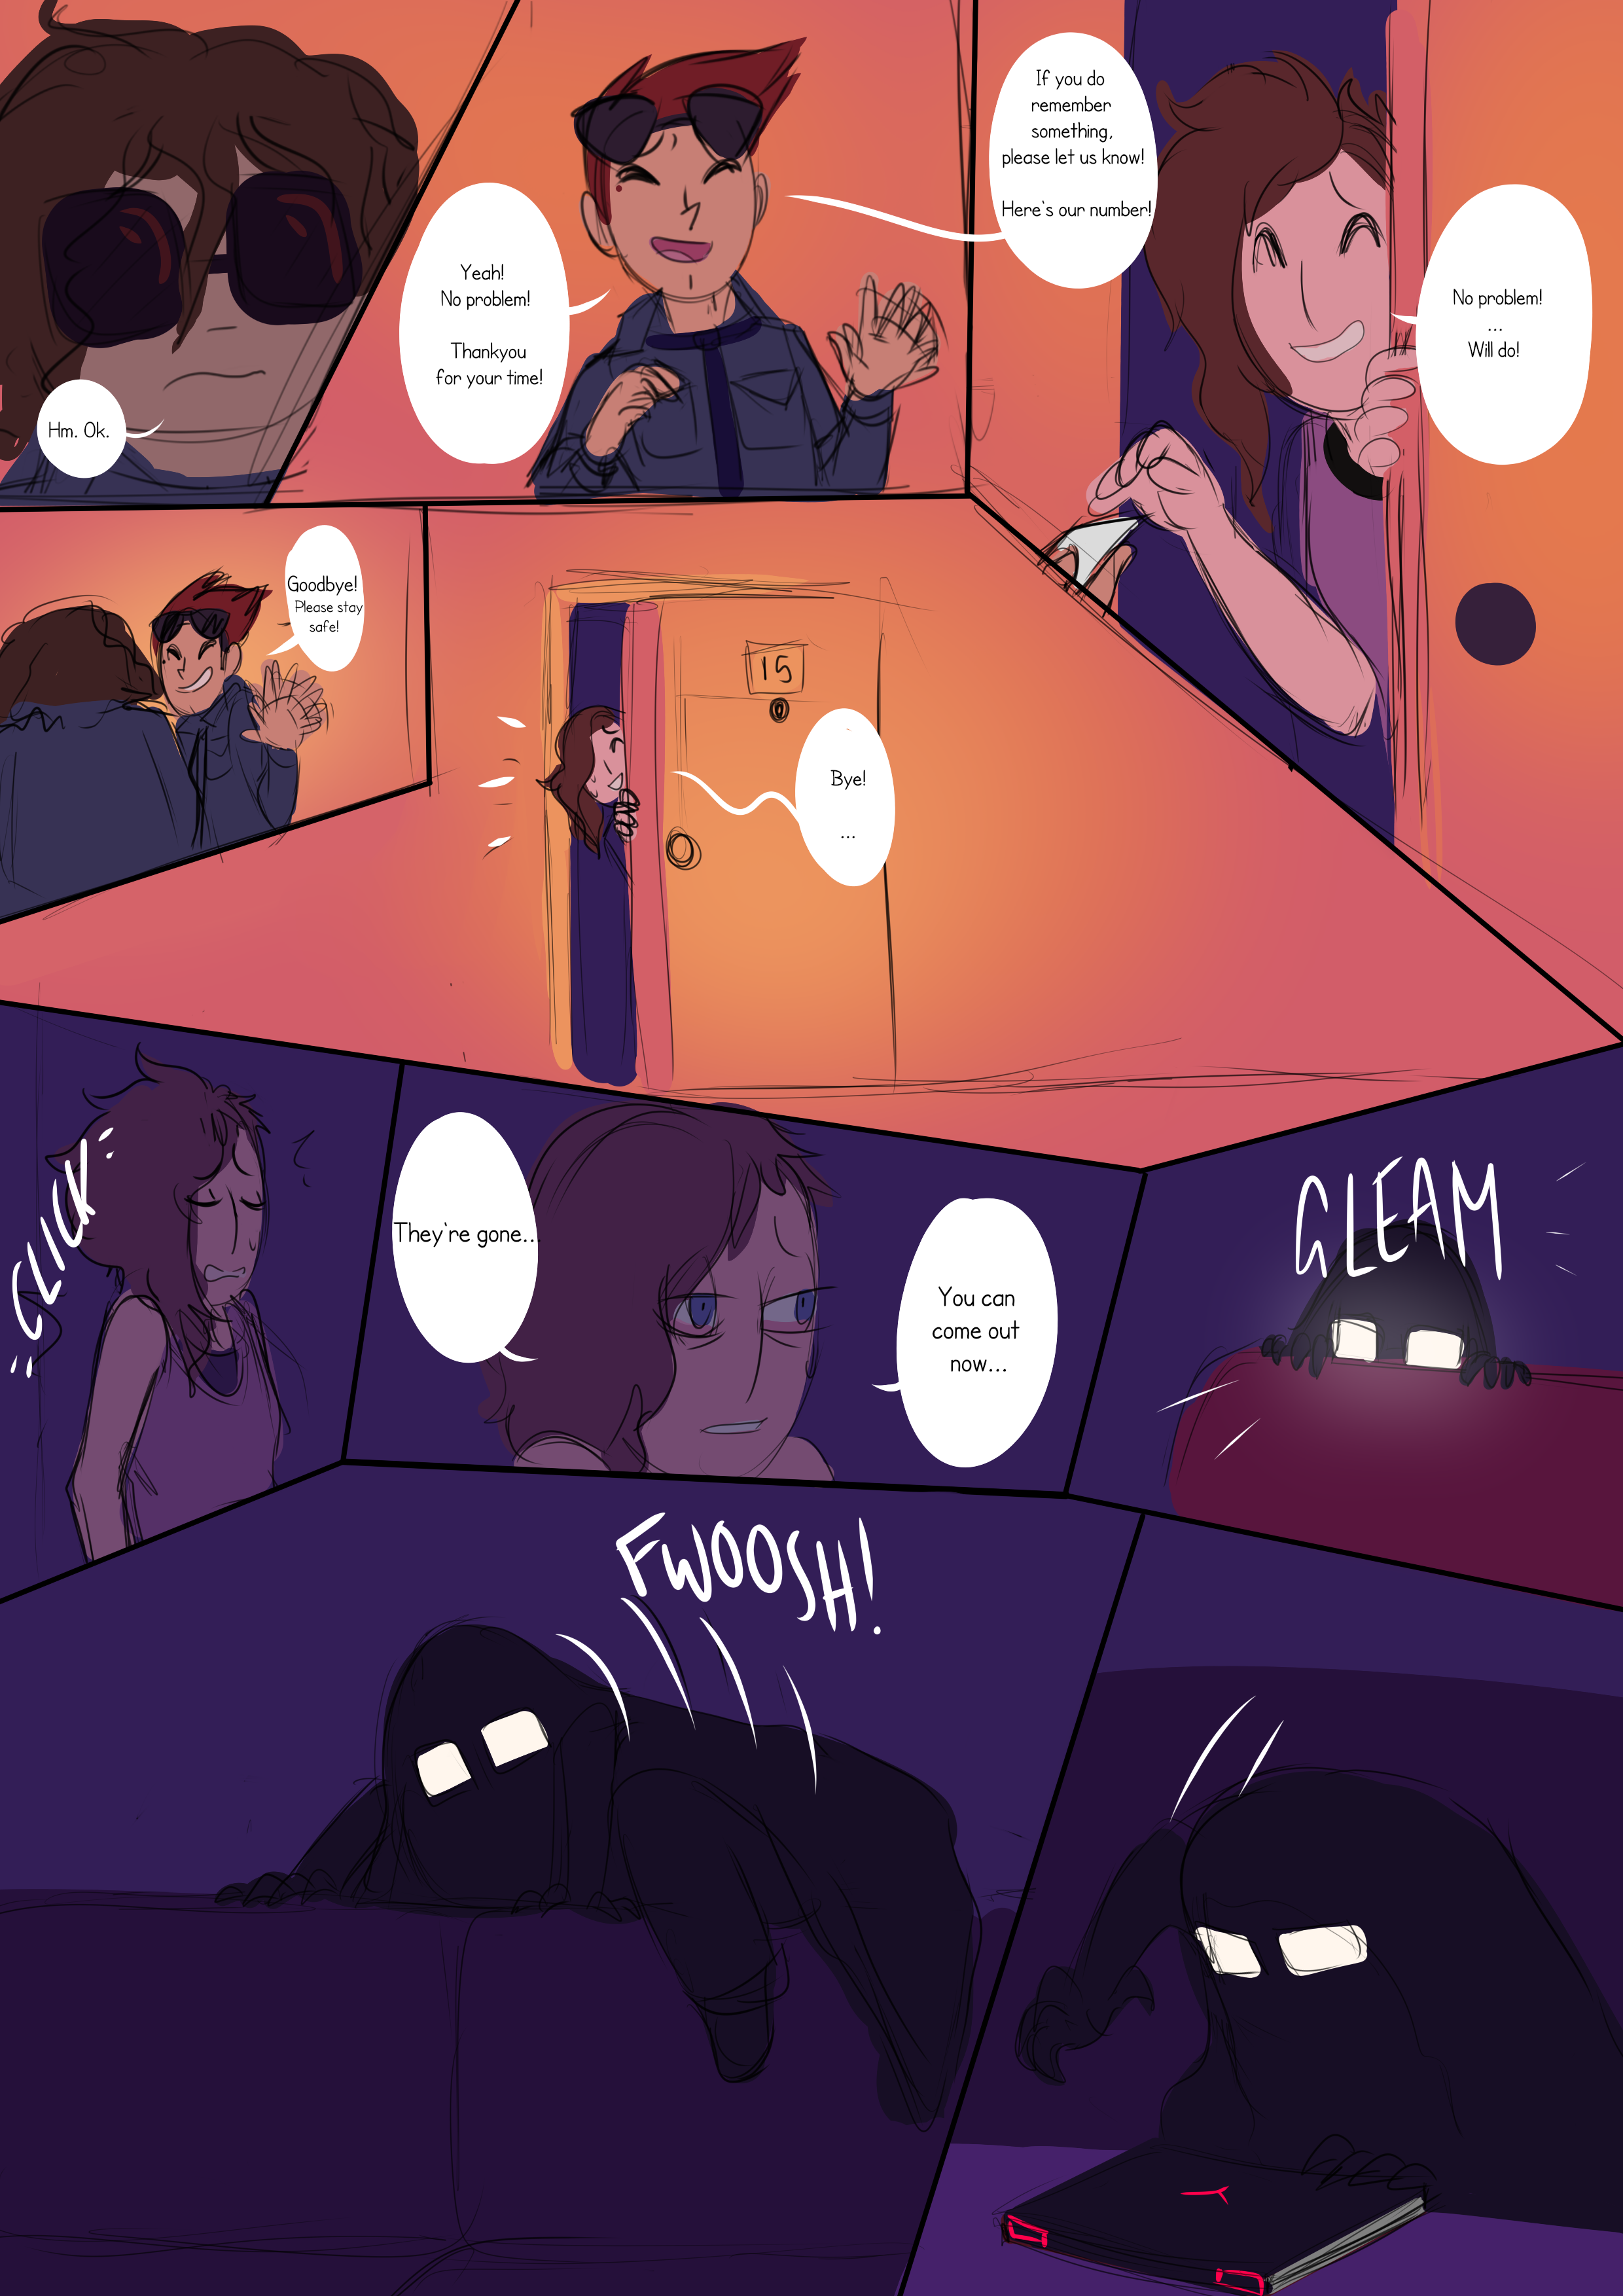 Hm. Ok.
Yeah!
No problem!
Thankyou
for your time!
If you do
remember
something,
please let us know!
Here's our number!
No problem!
...
Will do!
Goodbye!
Please stay
safe!
15
Bye!
...
CLICK
They're gone...
You can
come out
now...
GLEAM
FWOOSH!